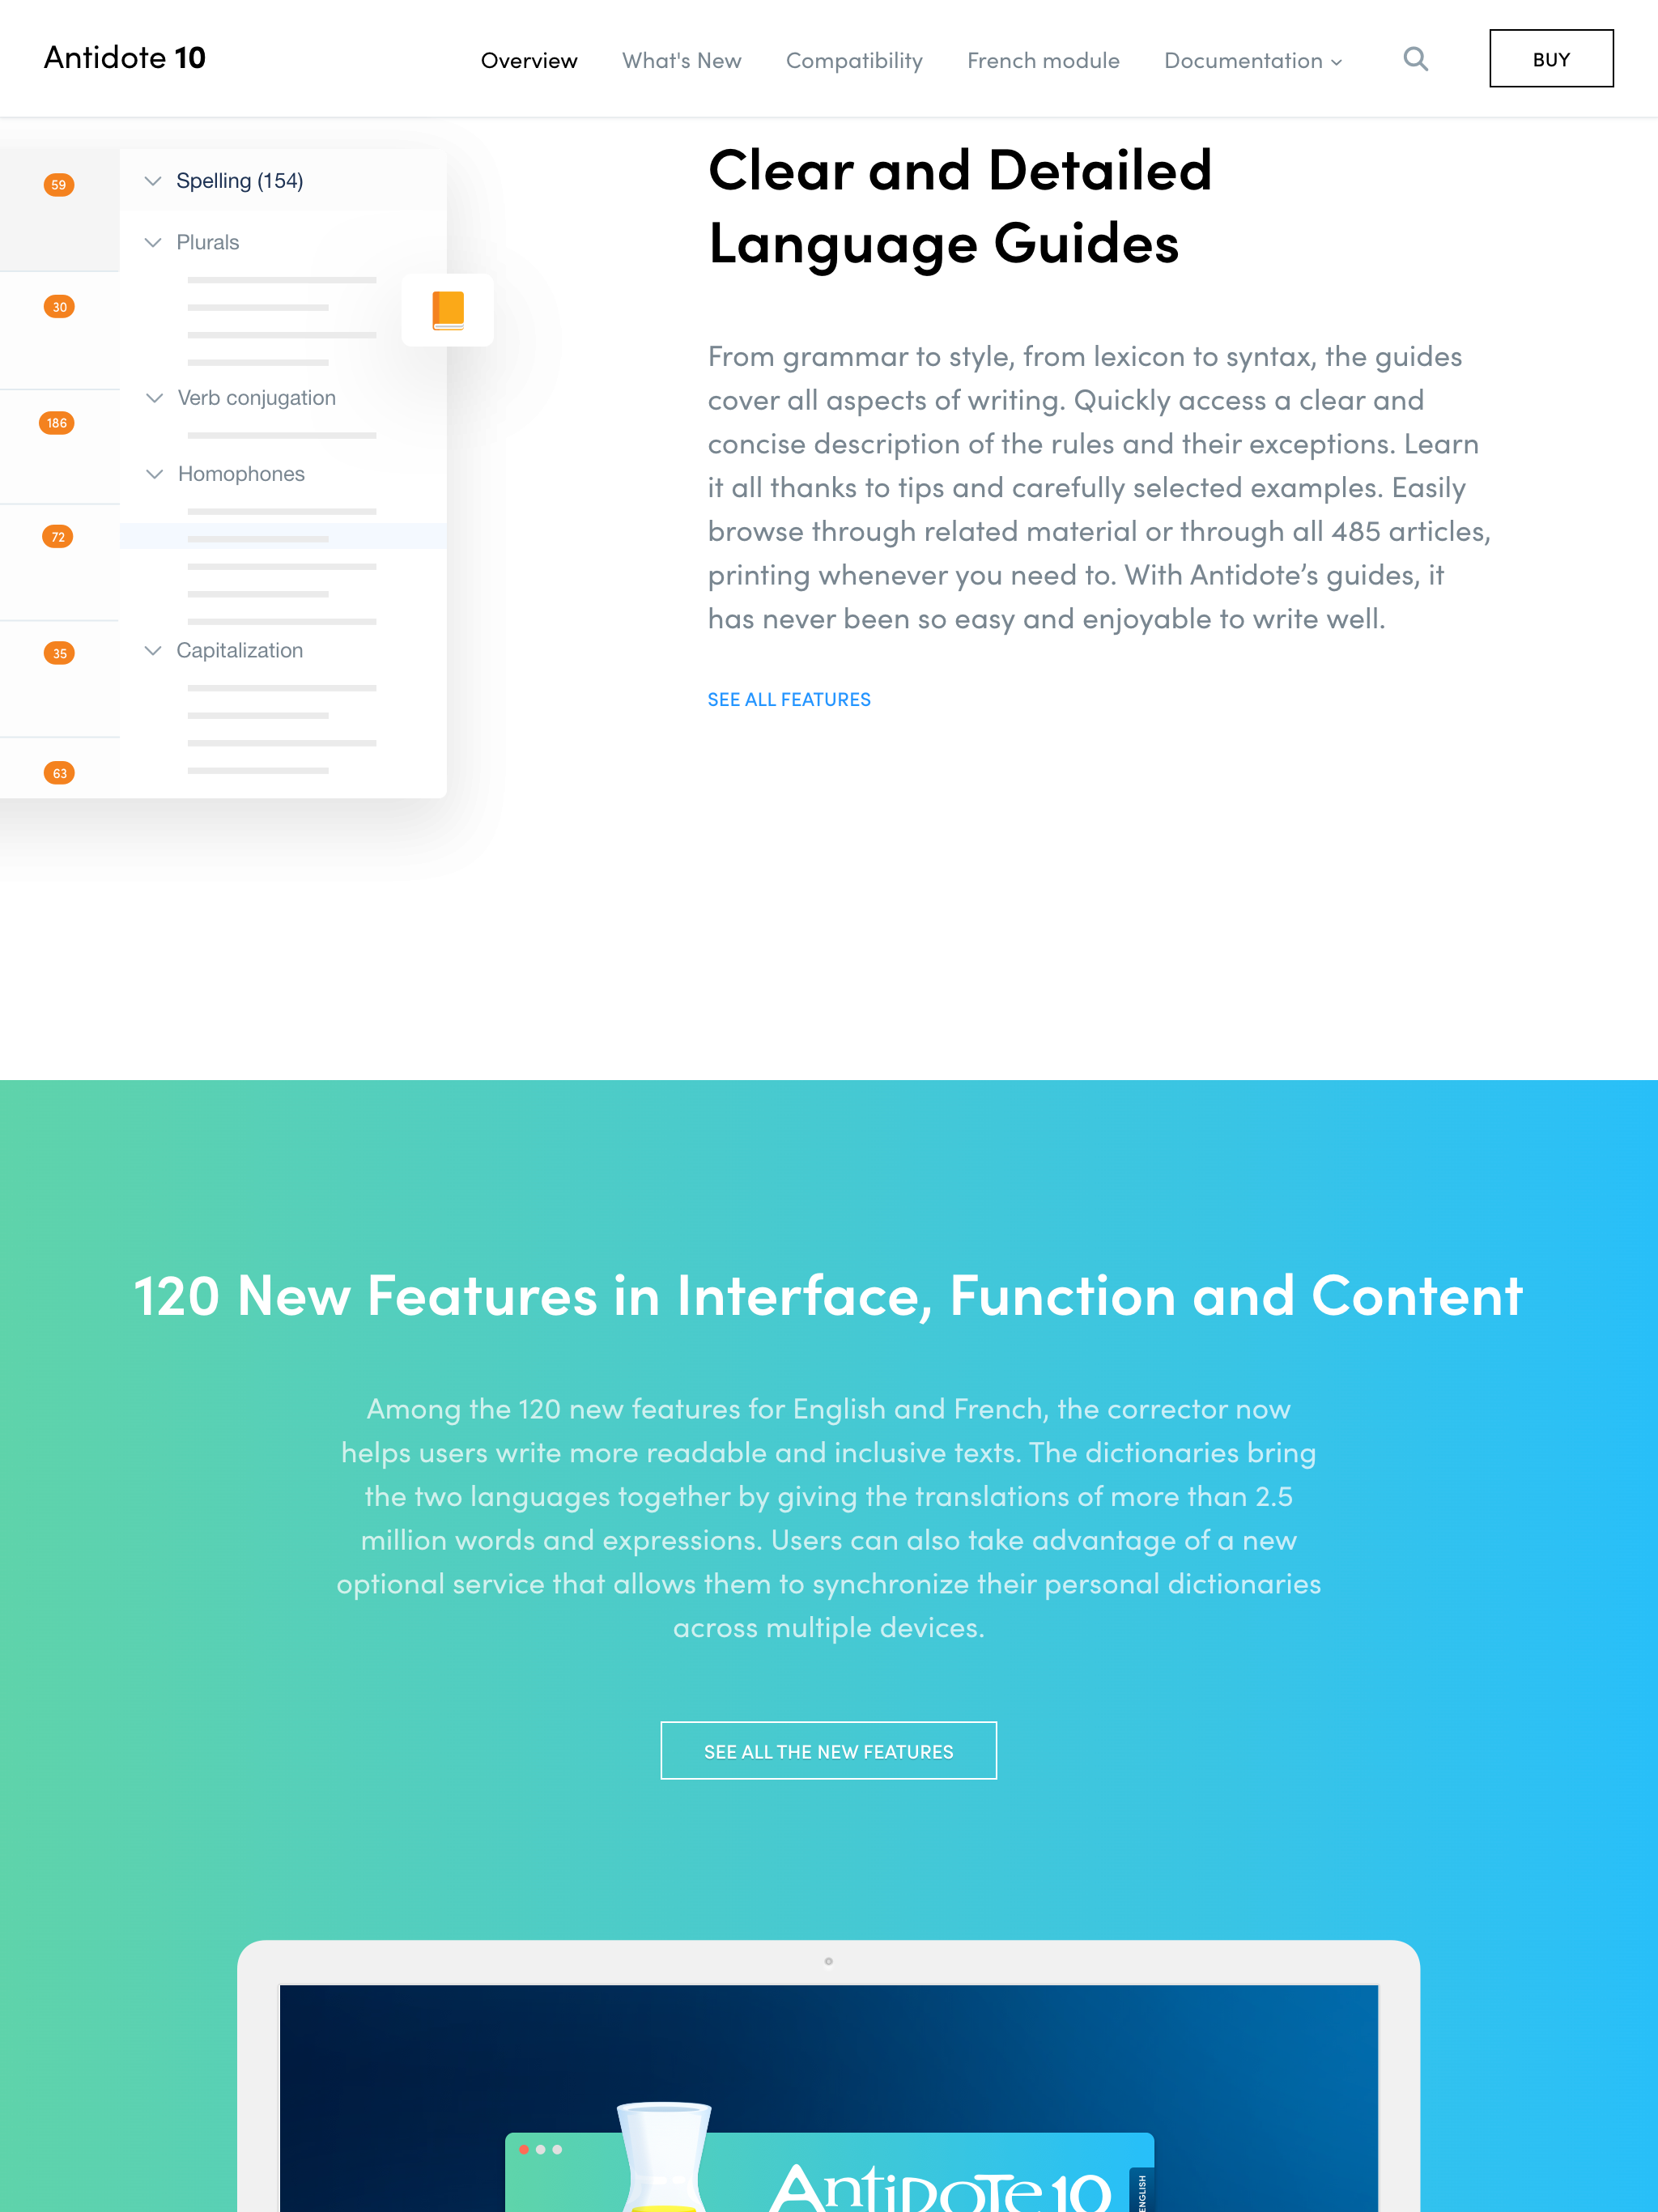 Antidote 10
Overview
What's New
Compatibility
French module
Documentation
BUY
59
30
186
72
35
63
Spelling (154)
Plurals
Verb conjugation
Homophones
Capitalization
Clear and Detailed
Language Guides
From grammar to style, from lexicon to syntax, the guides
cover all aspects of writing. Quickly access a clear and
concise description of the rules and their exceptions. Learn
it all thanks to tips and carefully selected examples. Easily
browse through related material or through all 485 articles,
printing whenever you need to. With Antidote’s guides, it
has never been so easy and enjoyable to write well.
SEE ALL FEATURES
120 New Features in Interface, Function and Content
Among the 120 new features for English and French, the corrector now
helps users write more readable and inclusive texts. The dictionaries bring
the two languages together by giving the translations of more than 2.5
million words and expressions. Users can also take advantage of a new
optional service that allows them to synchronize their personal dictionaries
across multiple devices.
SEE ALL THE NEW FEATURES
Antidote 10
ENGLISH